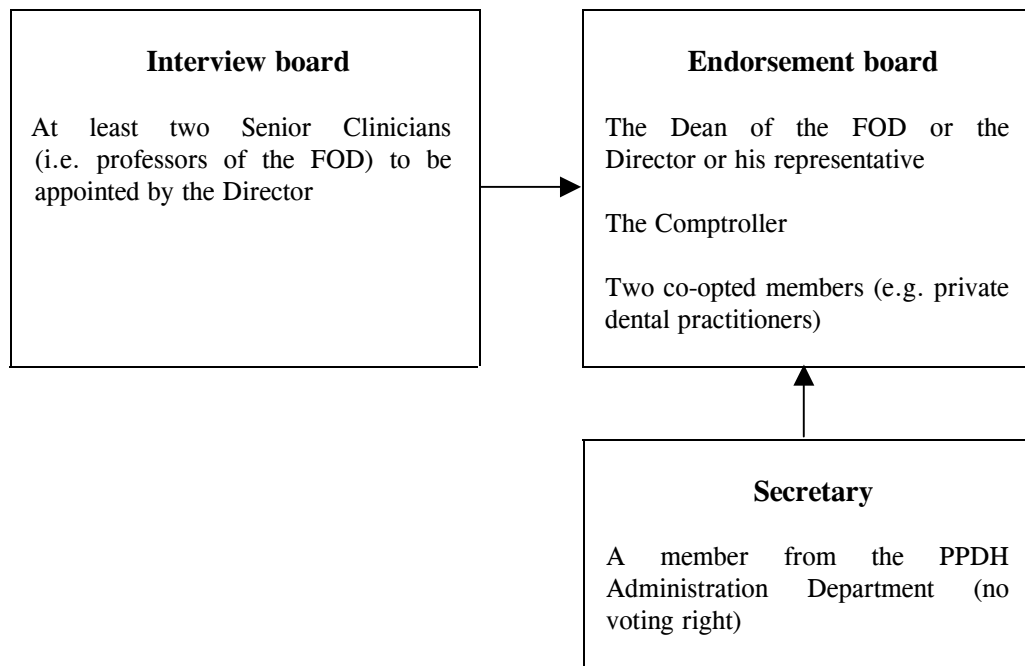 Interview board
At least two Senior Clinicians
(i.e. professors of the FOD) to be
appointed by the Director
Endorsement board
The Dean of the FOD or the
Director or his representative
The Comptroller
Two co-opted members (e.g. private
dental practitioners)
Secretary
A member from the PPDH
Administration Department (no
voting right)